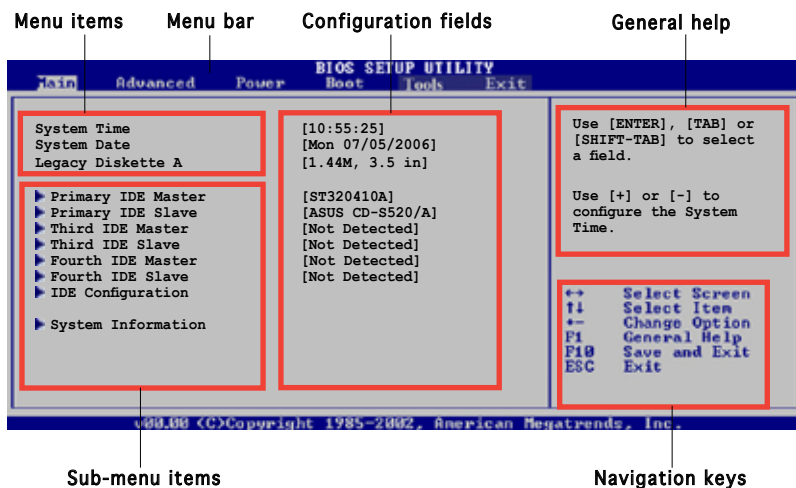 Menu items Menu bar Configuration fields General help
BIOS SETUP UTILITY
Main Advanced Power Boot Tools Exit
System Time [10:55:25]
System Date [Mon 07/05/2006]
Legacy Diskette A [1.44M, 3.5 in]
Primary IDE Master [ST320410A]
Primary IDE Slave [ASUS CD-S520/A]
Third IDE Master [Not Detected]
Third IDE Slave [Not Detected]
Fourth IDE Master [Not Detected]
Fourth IDE Slave [Not Detected]
IDE Configuration
System Information
Use [ENTER], [TAB] or
[SHIFT-TAB] to select
a field.
Use [+] or [-] to
configure the System
Time.
←→ Select Screen
↑↓ Select Item
+- Change Option
F1 General Help
F10 Save and Exit
ESC Exit
v00.00 (C)Copyright 1985-2002, American Megatrends, Inc.
Sub-menu items Navigation keys